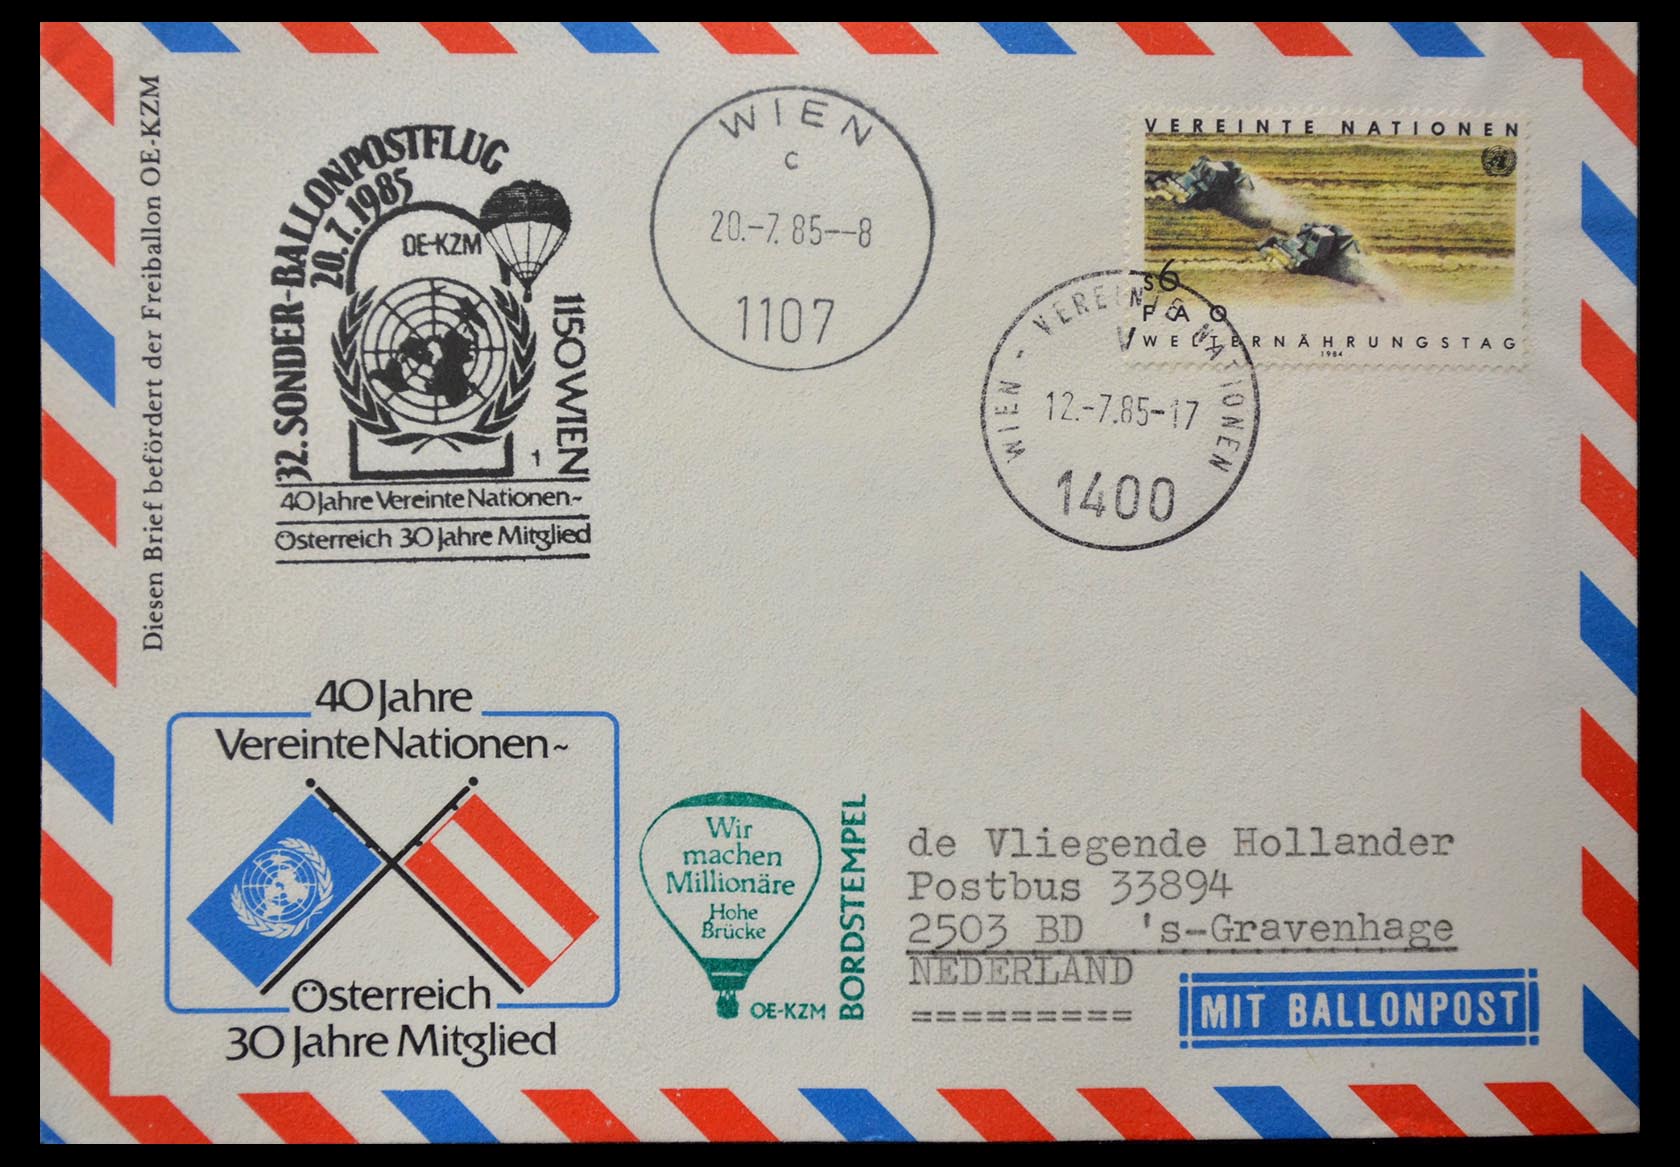 Diesen Brief befördert der Freiballon OE-KZM
32. SONDER-BALLONPOSTFLUG
20.7.1985
OE-KZM
1150 WIEN
1
40 Jahre Vereinte Nationen~
Österreich 30 Jahre Mitglied
WIEN
c
20.-7.85--8
1107
VEREINTE NATIONEN
s6
FAO
WELTERNÄHRUNGSTAG
1984
WIEN - VEREINTE NATIONEN
12.-7.85-17
1400
40 Jahre
Vereinte Nationen~
Österreich
30 Jahre Mitglied
Wir
machen
Millionäre
Hohe
Brücke
OE-KZM
BORDSTEMPEL
de Vliegende Hollander
Postbus 33894
2503 BD 's-Gravenhage
NEDERLAND
=========
MIT BALLONPOST